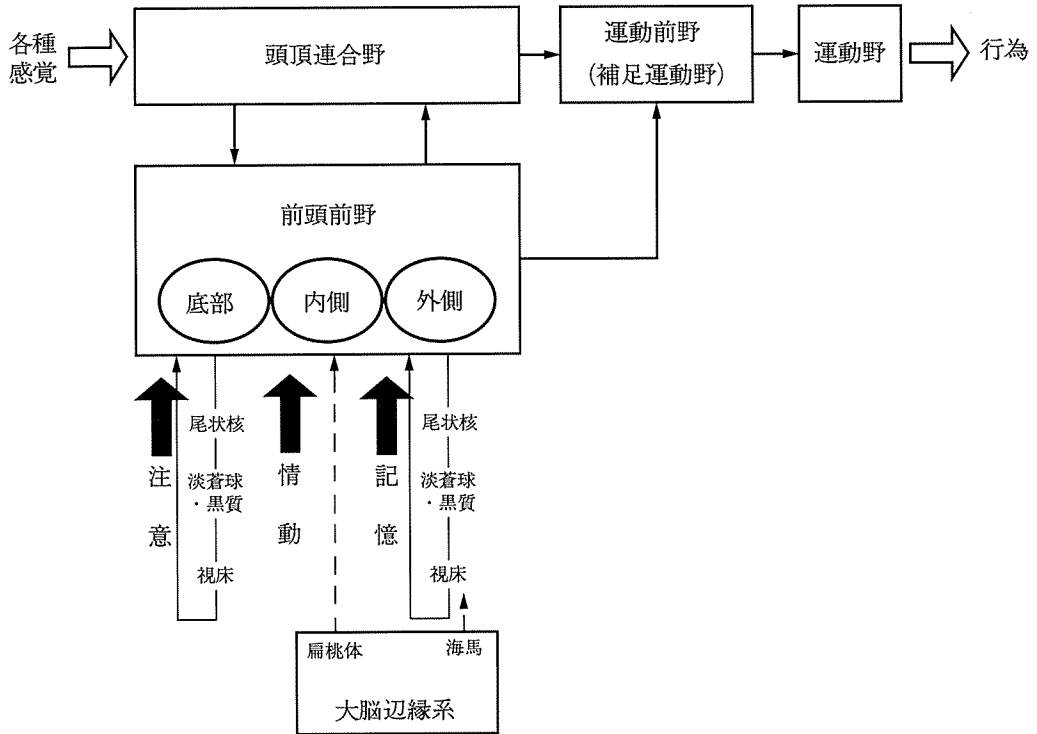 各種
感覚
頭頂連合野
運動前野
(補足運動野)
運動野
行為
前頭前野
底部
内側
外側
注意
尾状核
淡蒼球
・黒質
視床
情動
記憶
尾状核
淡蒼球
・黒質
視床
扁桃体
海馬
大脳辺縁系